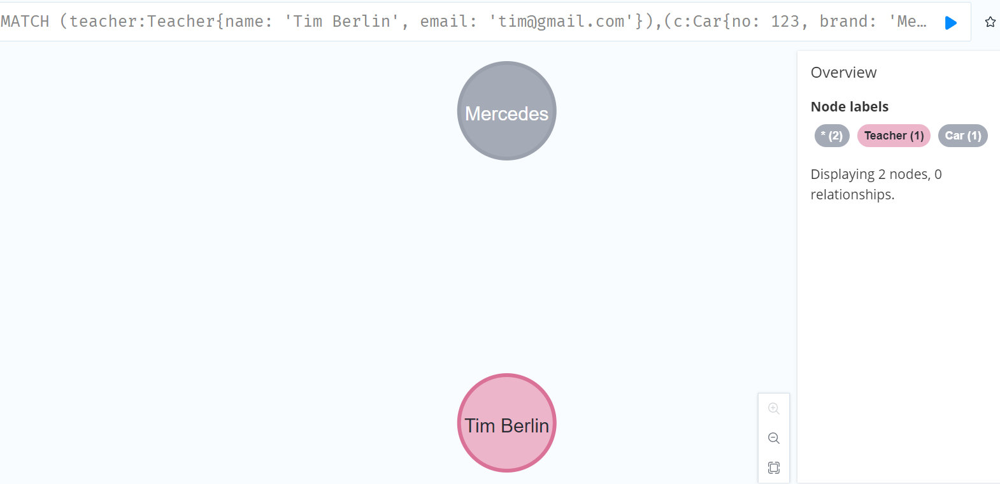 MATCH (teacher:Teacher{name: 'Tim Berlin', email: 'tim@gmail.com'}),(c:Car{no: 123, brand: 'Me…
Overview
Node labels
* (2) Teacher (1) Car (1)
Displaying 2 nodes, 0
relationships.
Mercedes
Tim Berlin